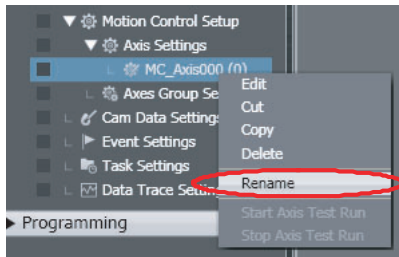 Motion Control Setup
Axis Settings
MC_Axis000 (0)
Axes Group Se
Cam Data Setting
Event Settings
Task Settings
Data Trace Setting
Programming
Edit
Cut
Copy
Delete
Rename
Start Axis Test Run
Stop Axis Test Run